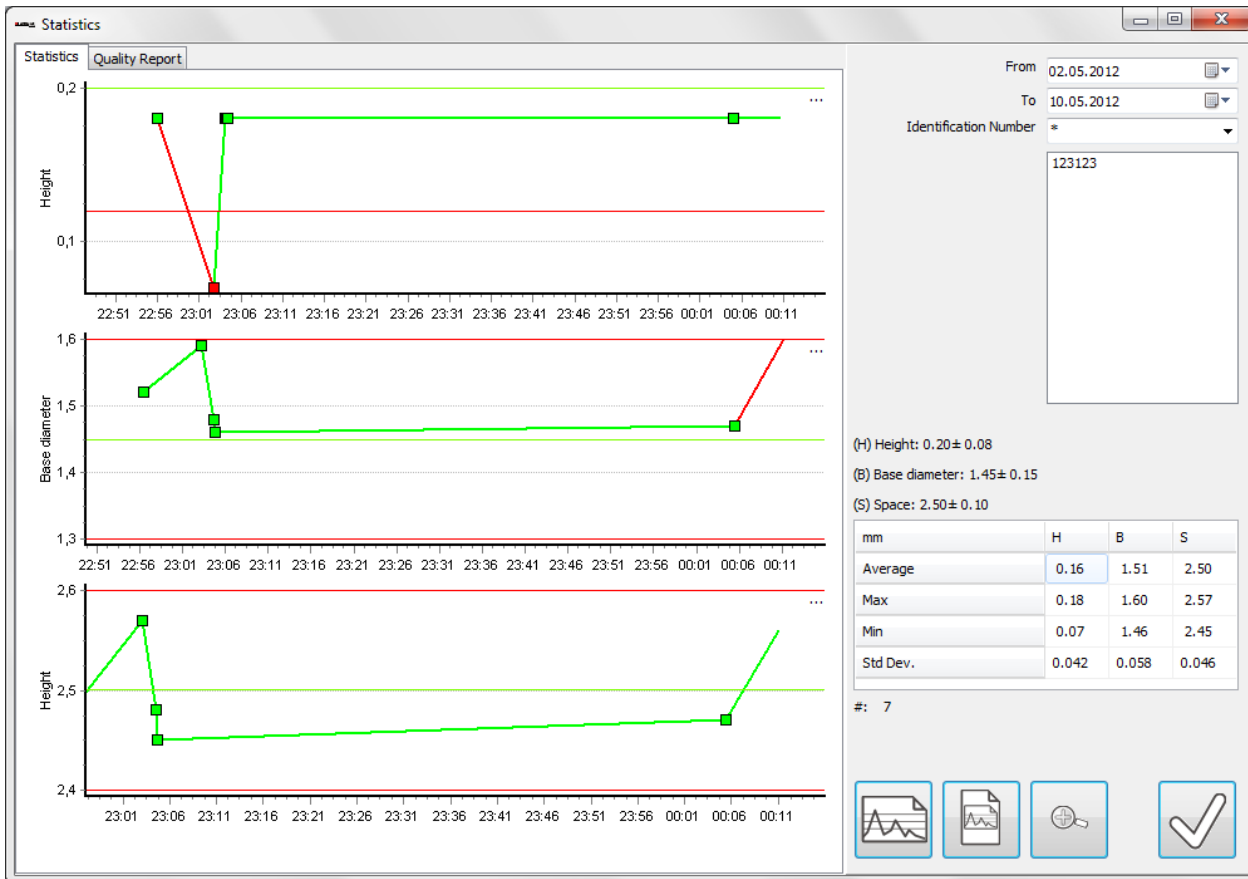 Statistics
Statistics Quality Report
0,2
...
Height
0,1
22:51 22:56 23:01 23:06 23:11 23:16 23:21 23:26 23:31 23:36 23:41 23:46 23:51 23:56 00:01 00:06 00:11
1,6
...
1,5
Base diameter
1,4
1,3
22:51 22:56 23:01 23:06 23:11 23:16 23:21 23:26 23:31 23:36 23:41 23:46 23:51 23:56 00:01 00:06 00:11
2,6
...
Height
2,5
2,4
23:01 23:06 23:11 23:16 23:21 23:26 23:31 23:36 23:41 23:46 23:51 23:56 00:01 00:06 00:11
From 02.05.2012
To 10.05.2012
Identification Number *
123123
(H) Height: 0.20± 0.08
(B) Base diameter: 1.45± 0.15
(S) Space: 2.50± 0.10
mm H B S
Average 0.16 1.51 2.50
Max 0.18 1.60 2.57
Min 0.07 1.46 2.45
Std Dev. 0.042 0.058 0.046
#: 7